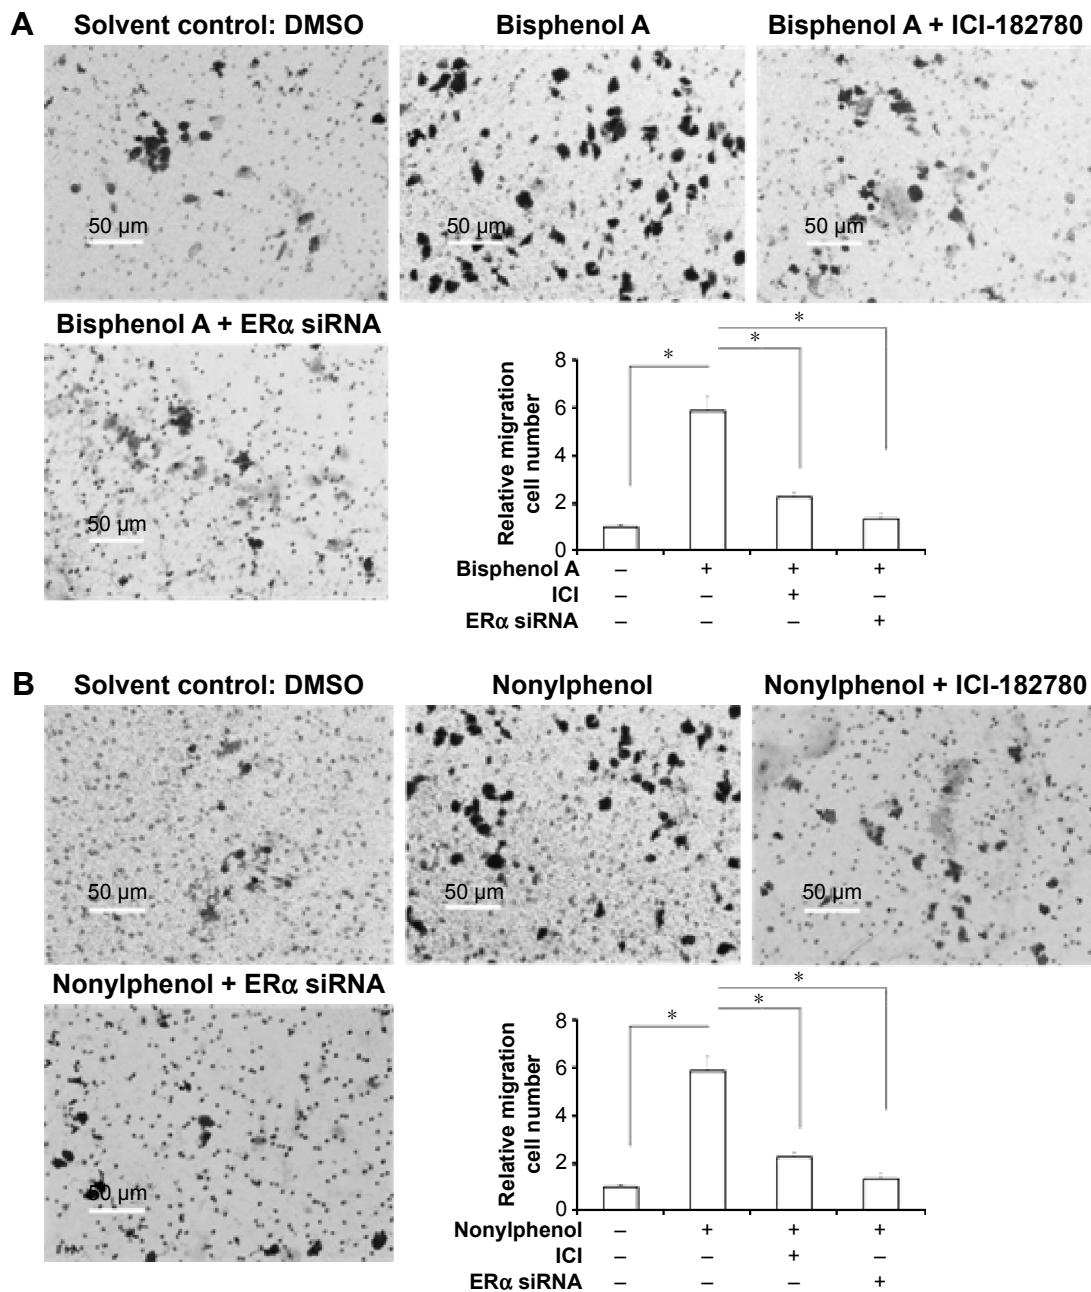 A
Solvent control: DMSO
Bisphenol A
Bisphenol A + ICI-182780
50 µm
50 µm
50 µm
Bisphenol A + ERα siRNA
50 µm
Relative migration
cell number
8
6
4
2
0
*
*
*
Bisphenol A – + + +
ICI – – + –
ERα siRNA – – – +
B
Solvent control: DMSO
Nonylphenol
Nonylphenol + ICI-182780
50 µm
50 µm
50 µm
Nonylphenol + ERα siRNA
50 µm
Relative migration
cell number
8
6
4
2
0
*
*
*
Nonylphenol – + + +
ICI – – + –
ERα siRNA – – – +